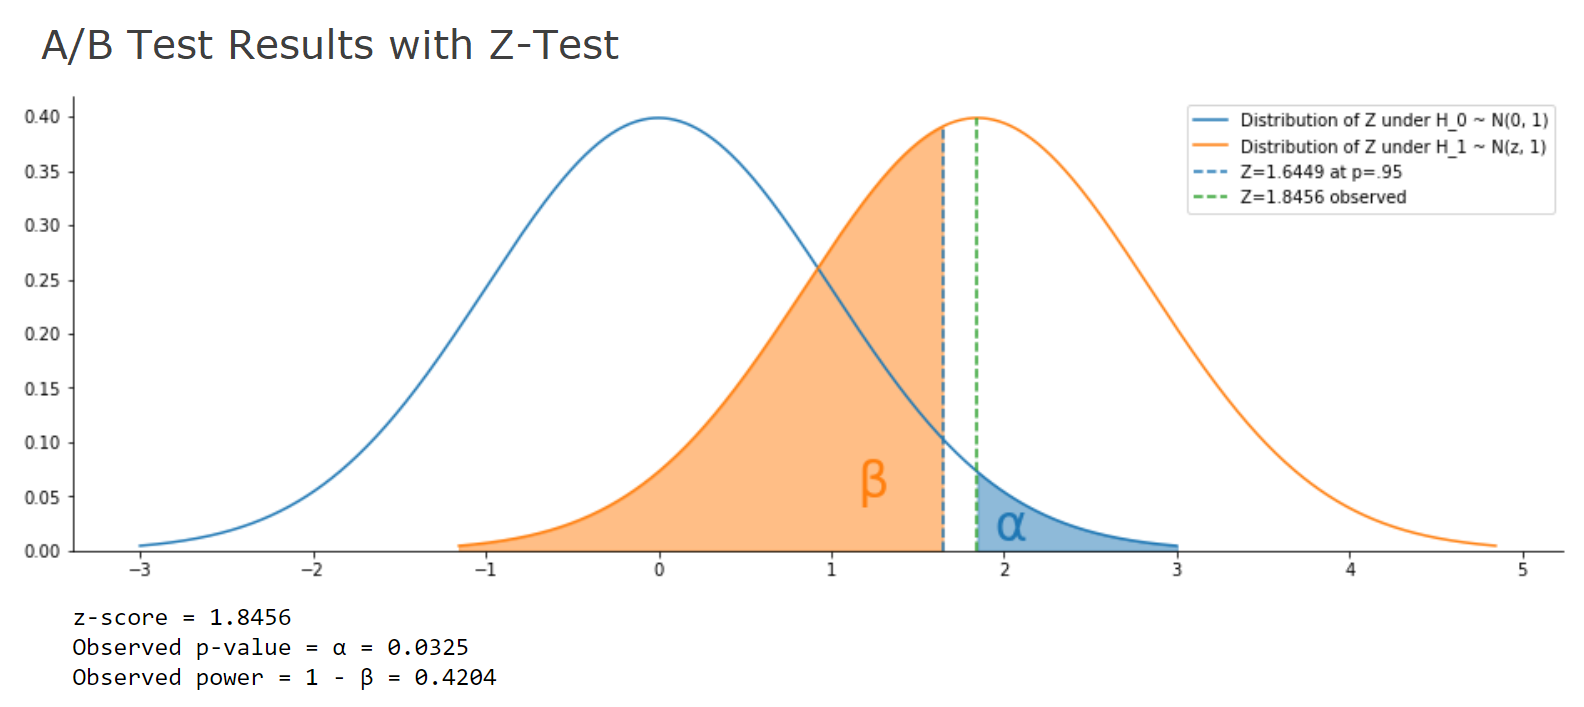 A/B Test Results with Z-Test
0.40
0.35
0.30
0.25
0.20
0.15
0.10
0.05
0.00
Distribution of Z under H_0 ~ N(0, 1)
Distribution of Z under H_1 ~ N(z, 1)
Z=1.6449 at p=.95
Z=1.8456 observed
β
α
−3 −2 −1 0 1 2 3 4 5
z-score = 1.8456
Observed p-value = α = 0.0325
Observed power = 1 - β = 0.4204